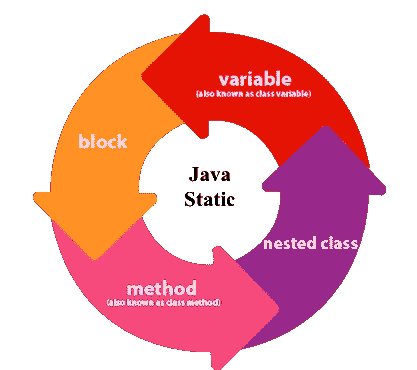 variable
(also known as class variable)
block
Java
Static
nested class
method
(also known as class method)